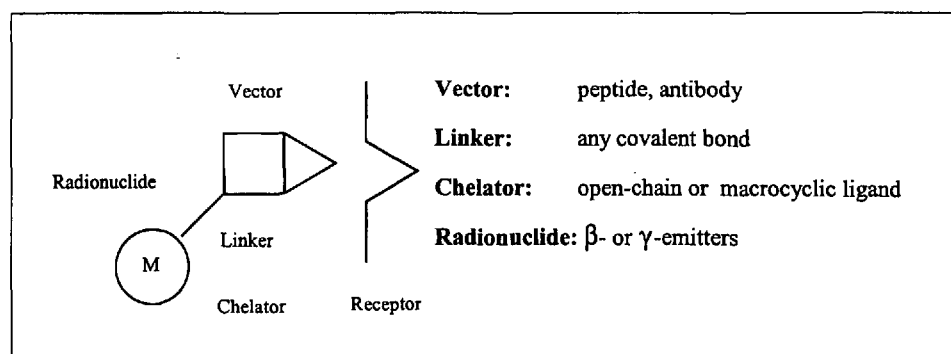 Vector
Radionuclide
M
Linker
Chelator
Receptor
Vector: peptide, antibody
Linker: any covalent bond
Chelator: open-chain or macrocyclic ligand
Radionuclide: β- or γ-emitters